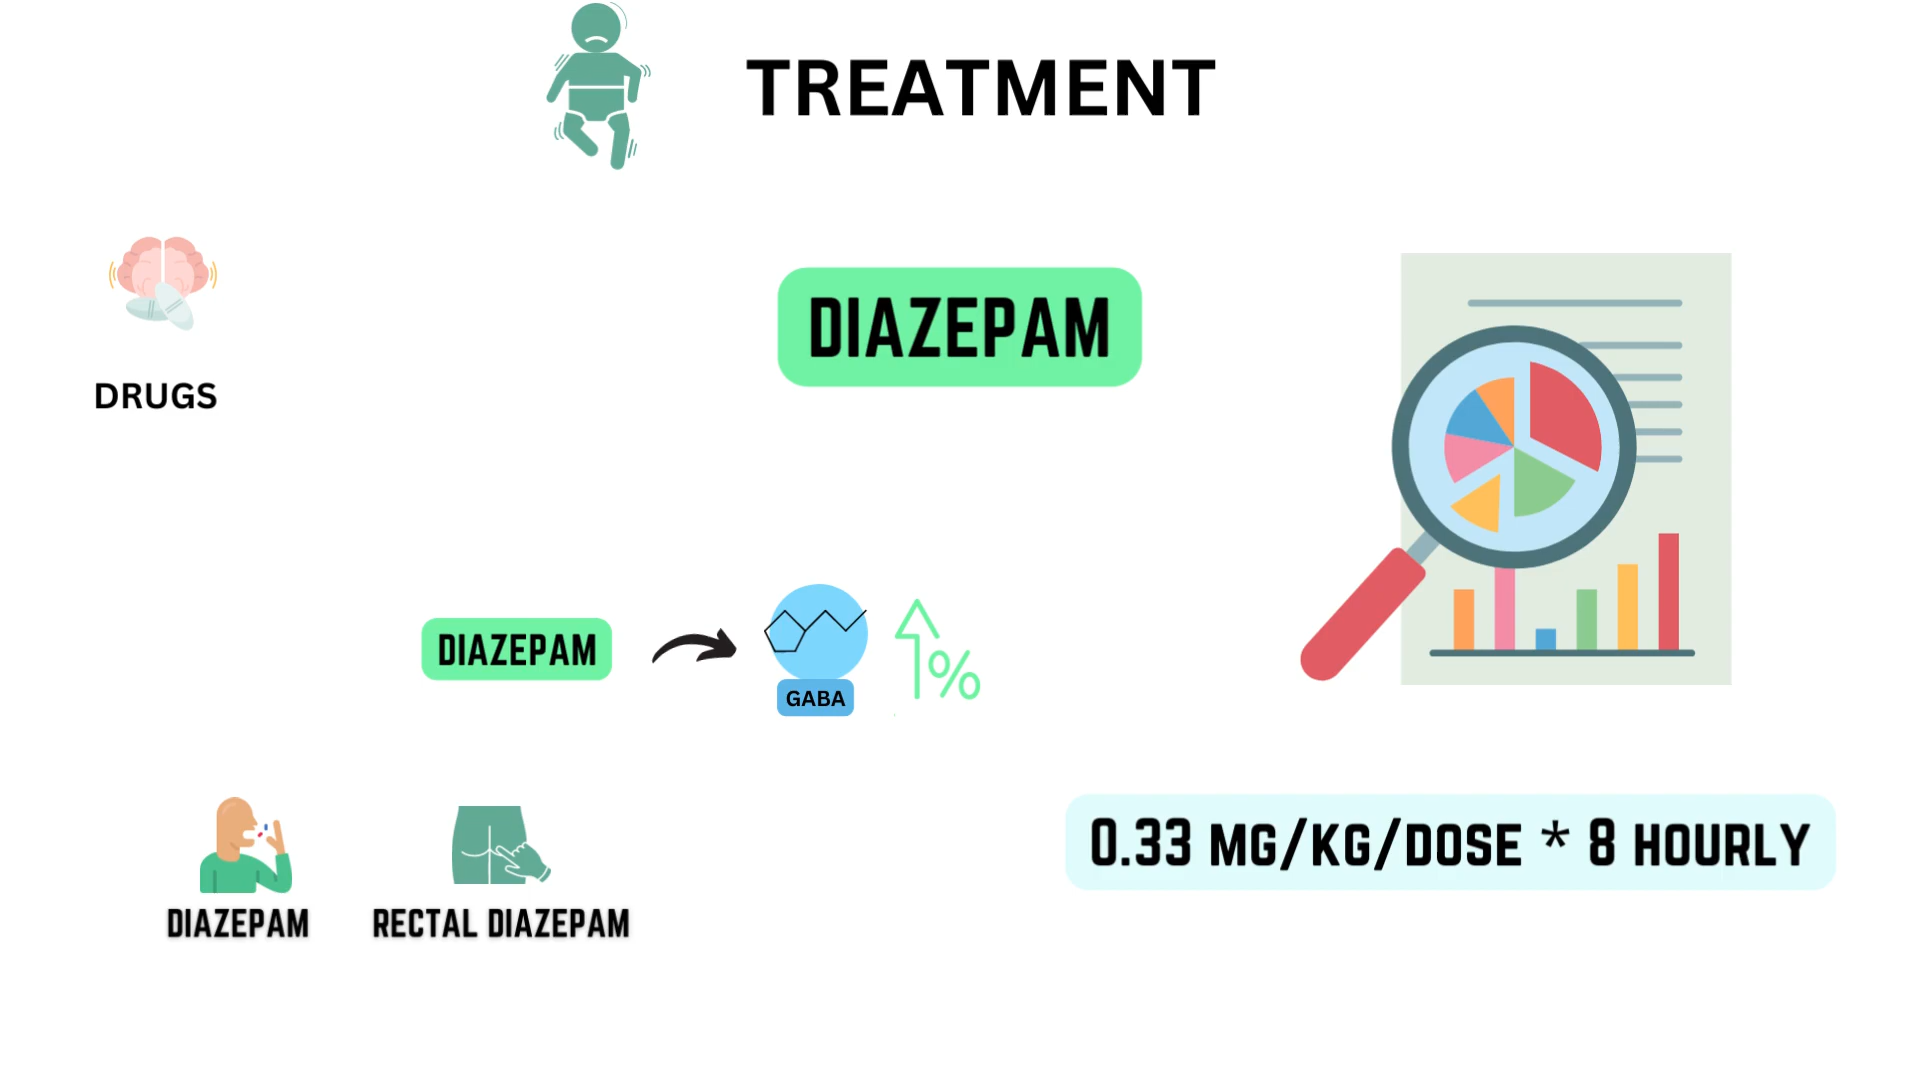 TREATMENT
DRUGS
DIAZEPAM
DIAZEPAM
GABA
%
0.33 MG/KG/DOSE * 8 HOURLY
DIAZEPAM
RECTAL DIAZEPAM